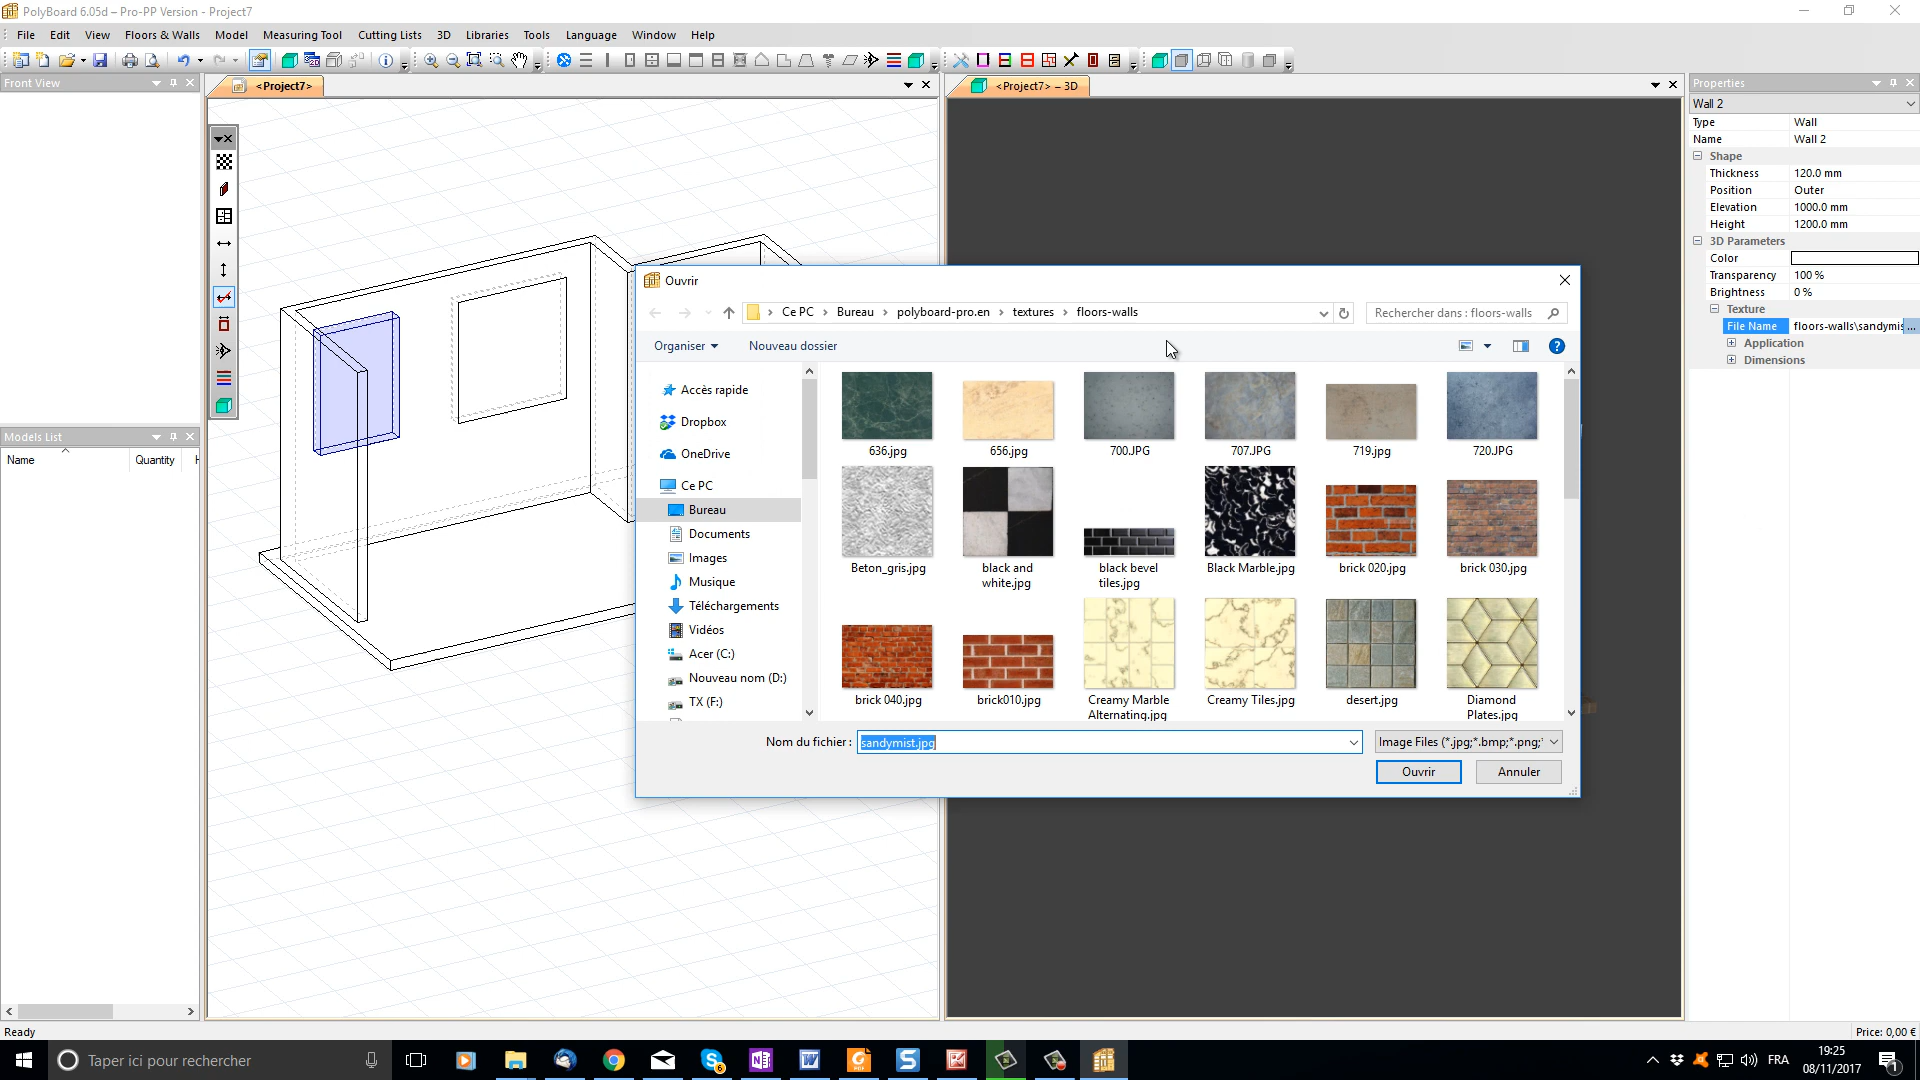 PolyBoard 6.05d – Pro-PP Version - Project7
File Edit View Floors & Walls Model Measuring Tool Cutting Lists 3D Libraries Tools Language Window Help
Front View
<Project7>
<Project7> – 3D
Properties
Wall 2
Type Wall
Name Wall 2
Shape
Thickness 120.0 mm
Position Outer
Elevation 1000.0 mm
Height 1200.0 mm
3D Parameters
Color
Transparency 100 %
Brightness 0 %
Texture
File Name floors-walls\sandymis ...
Application
Dimensions
Models List
Name Quantity
Ouvrir
Ce PC › Bureau › polyboard-pro.en › textures › floors-walls
Rechercher dans : floors-walls
Organiser Nouveau dossier
Accès rapide
Dropbox
OneDrive
Ce PC
Bureau
Documents
Images
Musique
Téléchargements
Vidéos
Acer (C:)
Nouveau nom (D:)
TX (F:)
636.jpg 656.jpg 700.JPG 707.JPG 719.jpg 720.JPG
Beton_gris.jpg black and white.jpg black bevel tiles.jpg Black Marble.jpg brick 020.jpg brick 030.jpg
brick 040.jpg brick010.jpg Creamy Marble Alternating.jpg Creamy Tiles.jpg desert.jpg Diamond Plates.jpg
Nom du fichier : sandymist.jpg Image Files (*.jpg;*.bmp;*.png;*
Ouvrir Annuler
Ready
Price: 0,00 €
Taper ici pour rechercher
FRA
19:25
08/11/2017